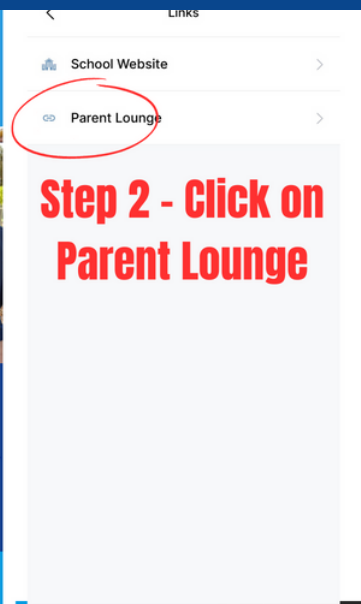 Links
School Website
Parent Lounge
Step 2 - Click on
Parent Lounge